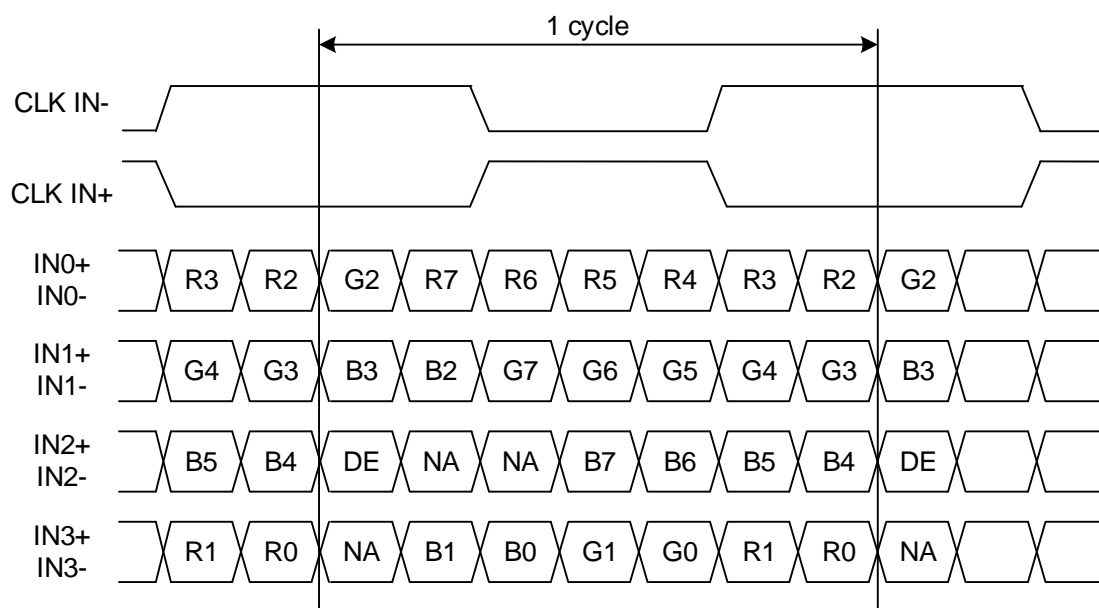 1 cycle
CLK IN-
CLK IN+
IN0+
IN0-
R3 R2 G2 R7 R6 R5 R4 R3 R2 G2
IN1+
IN1-
G4 G3 B3 B2 G7 G6 G5 G4 G3 B3
IN2+
IN2-
B5 B4 DE NA NA B7 B6 B5 B4 DE
IN3+
IN3-
R1 R0 NA B1 B0 G1 G0 R1 R0 NA